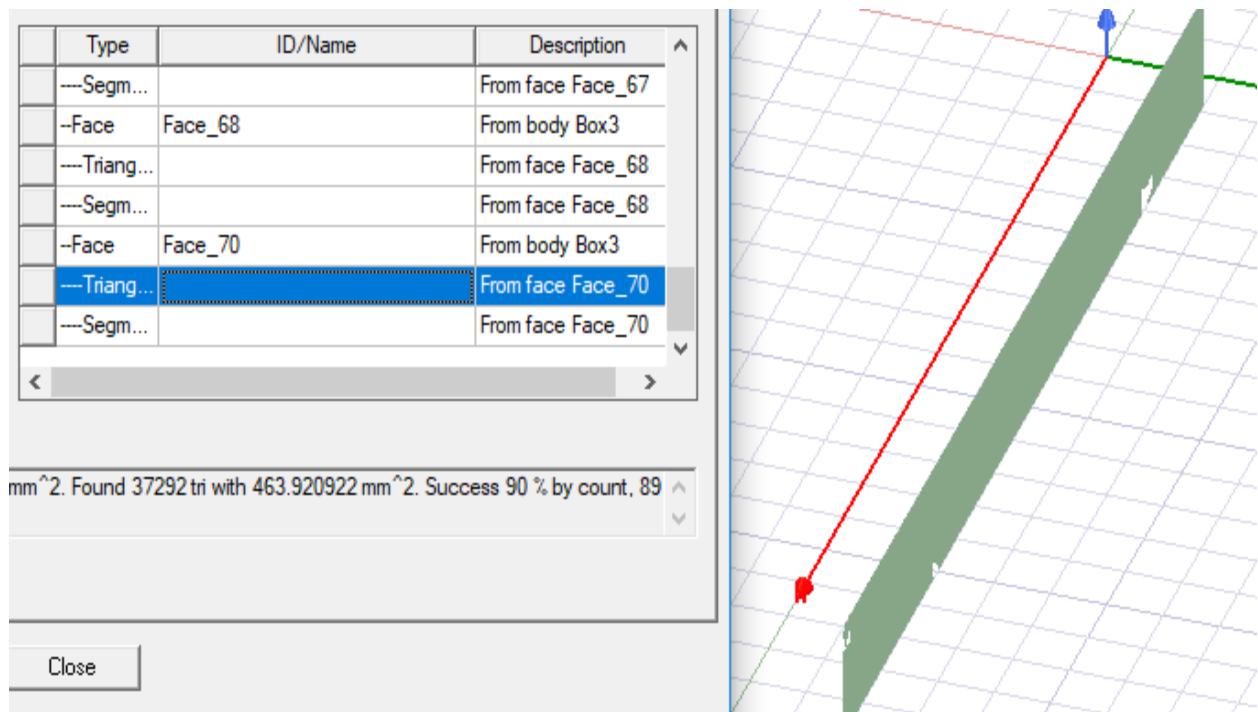 Type ID/Name Description
----Segm... From face Face_67
--Face Face_68 From body Box3
----Triang... From face Face_68
----Segm... From face Face_68
--Face Face_70 From body Box3
----Triang... From face Face_70
----Segm... From face Face_70
mm^2. Found 37292 tri with 463.920922 mm^2. Success 90 % by count, 89
Close